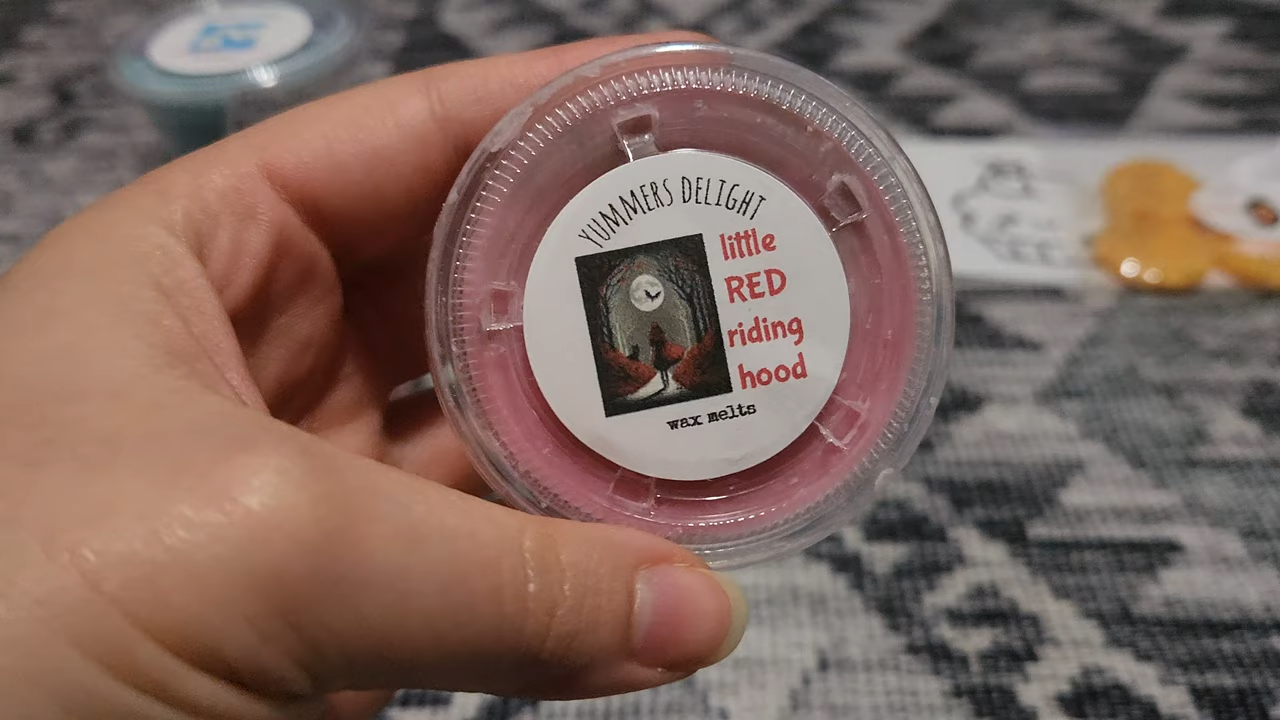 YUMMERS DELIGHT
little
RED
riding
hood
wax melts